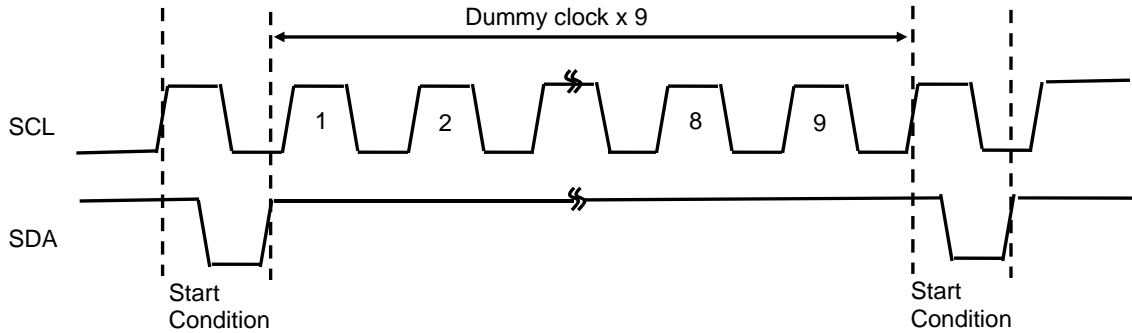 Dummy clock x 9
SCL
1
2
8
9
SDA
Start
Condition
Start
Condition